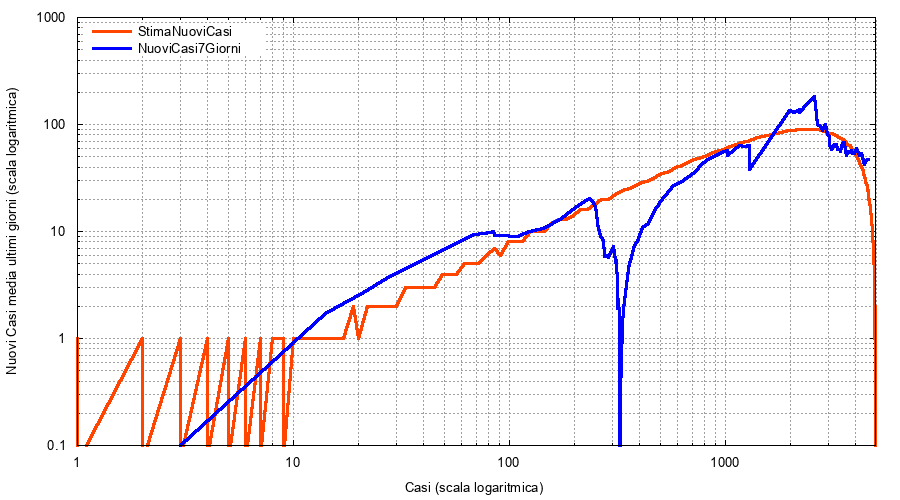 1000
StimaNuoviCasi
NuoviCasi7Giorni
100
10
1
0.1
Nuovi Casi media ultimi giorni (scala logaritmica)
1 10 100 1000
Casi (scala logaritmica)